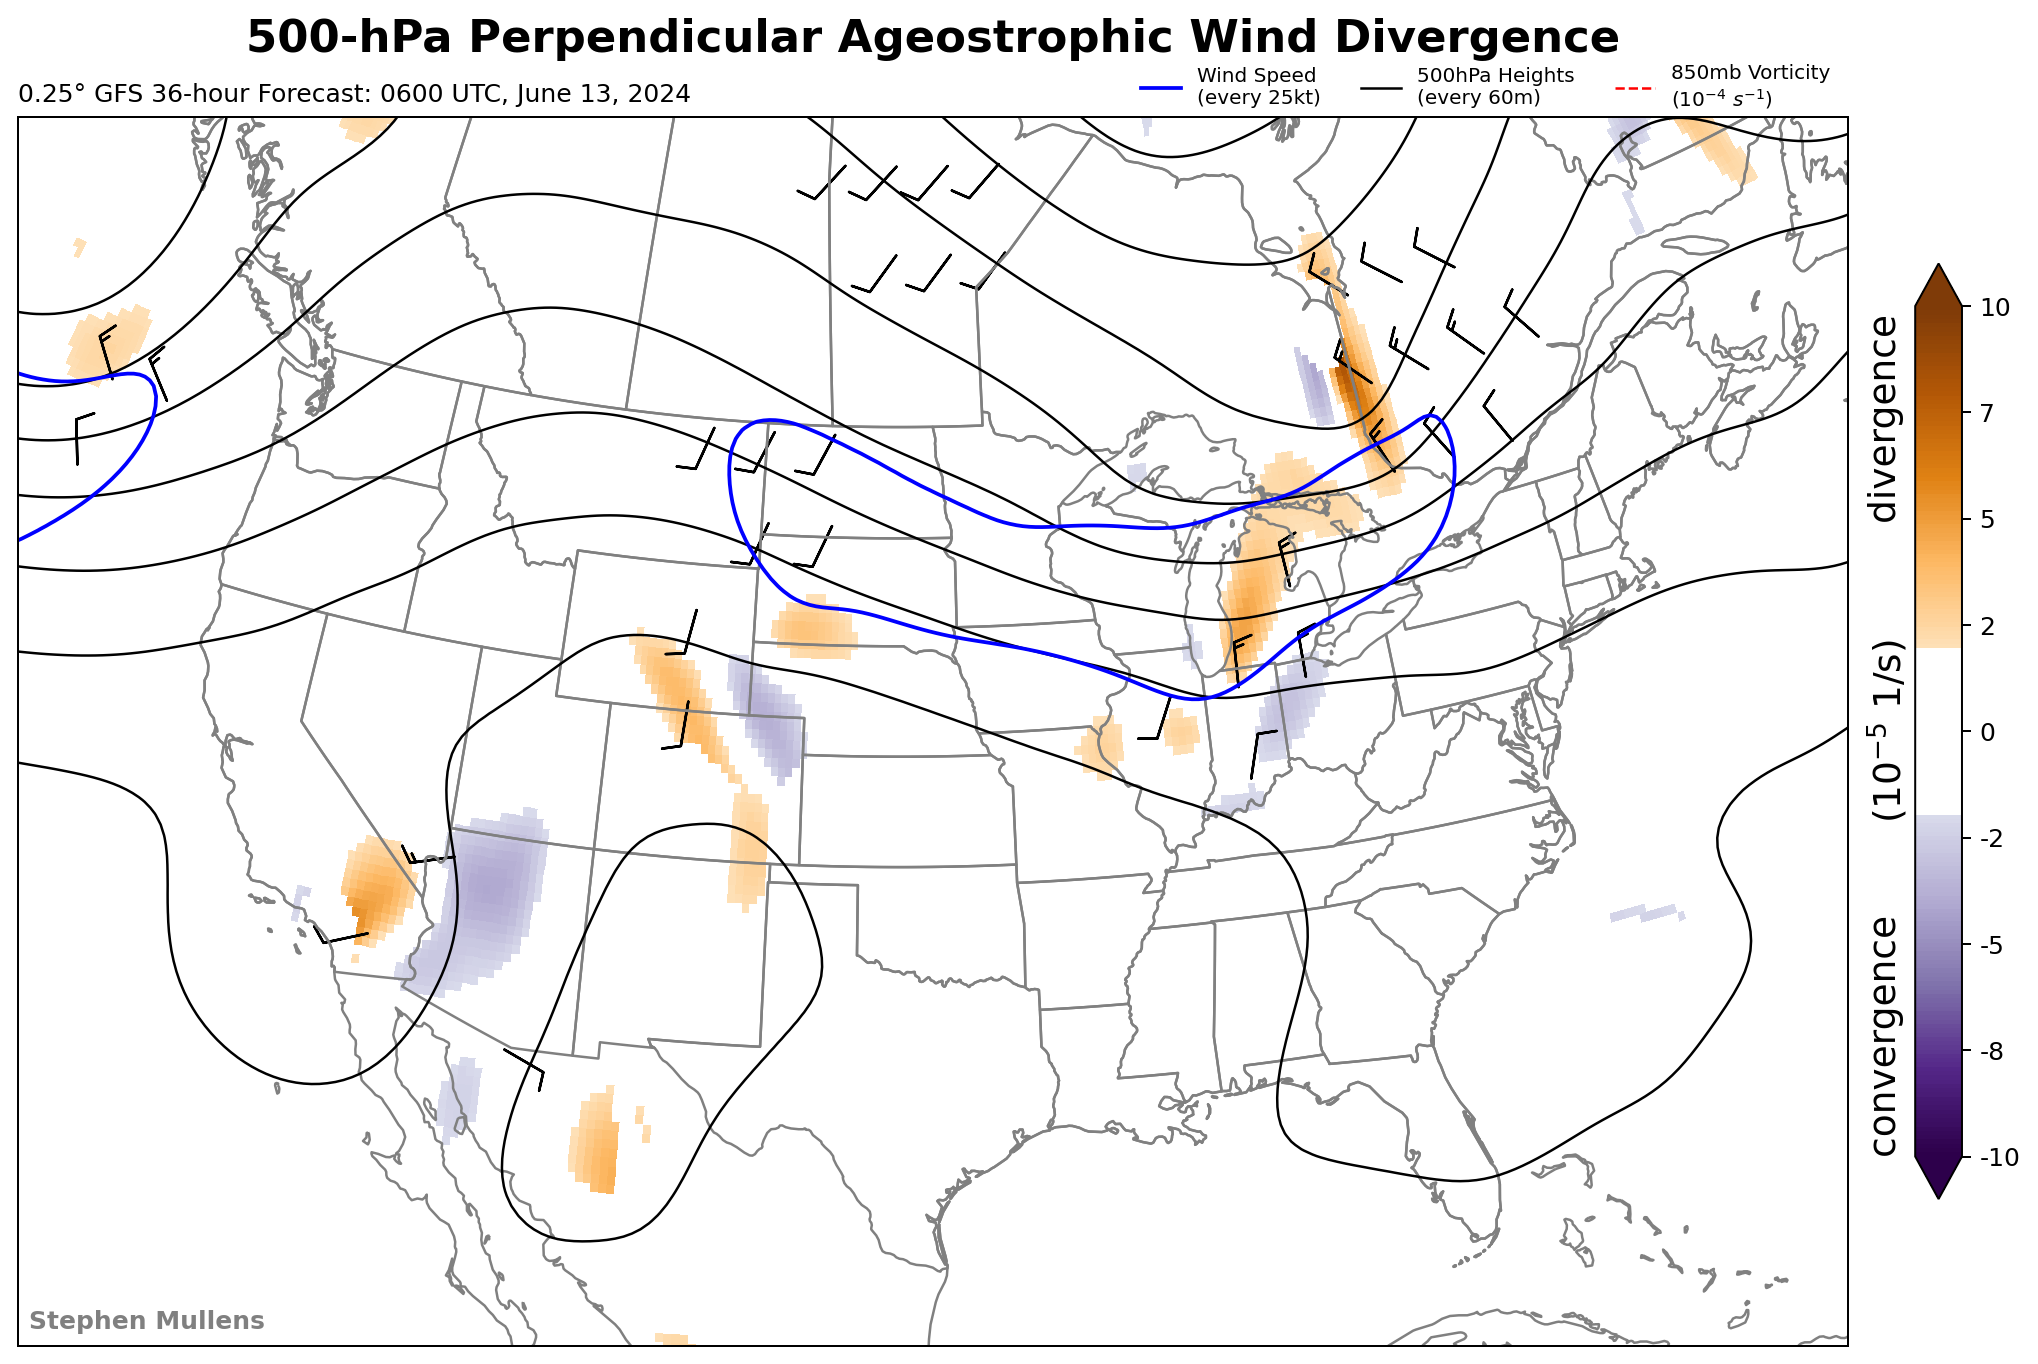 500-hPa Perpendicular Ageostrophic Wind Divergence
0.25° GFS 36-hour Forecast: 0600 UTC, June 13, 2024
Wind Speed
(every 25kt)
500hPa Heights
(every 60m)
850mb Vorticity
(10⁻⁴ s⁻¹)
10
7
5
2
0
-2
-5
-8
-10
convergence (10⁻⁵ 1/s) divergence
Stephen Mullens